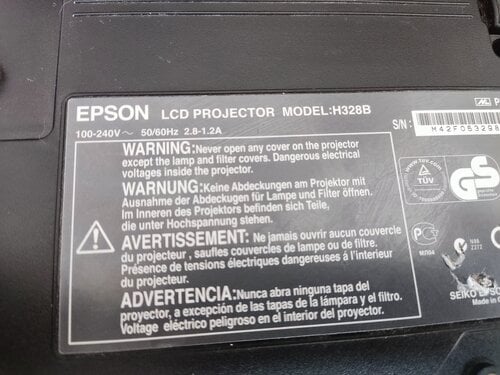 EPSON LCD PROJECTOR MODEL:H328B
100-240V~ 50/60Hz 2.8-1.2A
S/N:
WARNING:Never open any cover on the projector
except the lamp and filter covers. Dangerous electrical
voltages inside the projector.
WARNUNG:Keine Abdeckungen am Projektor mit
Ausnahme der Abdeckungen für Lampe und Filter öffnen.
Im Inneren des Projektors befinden sich Teile,
die unter Hochspannung stehen.
AVERTISSEMENT: Ne jamais ouvrir aucun couvercle
du projecteur, saufles couvercles de lampe ou de filtre.
Présence de tensions électriques dangereuses à l'interieur
du projecteur.
ADVERTENCIA:Nunca abra ninguna tapa del
proyector, a excepción de las tapas de la lámpara y el filtro.
Voltage eléctrico peligroso en el interior del proyector.
TÜV
GS
N88
2272
SEIKO EPSO
Made in